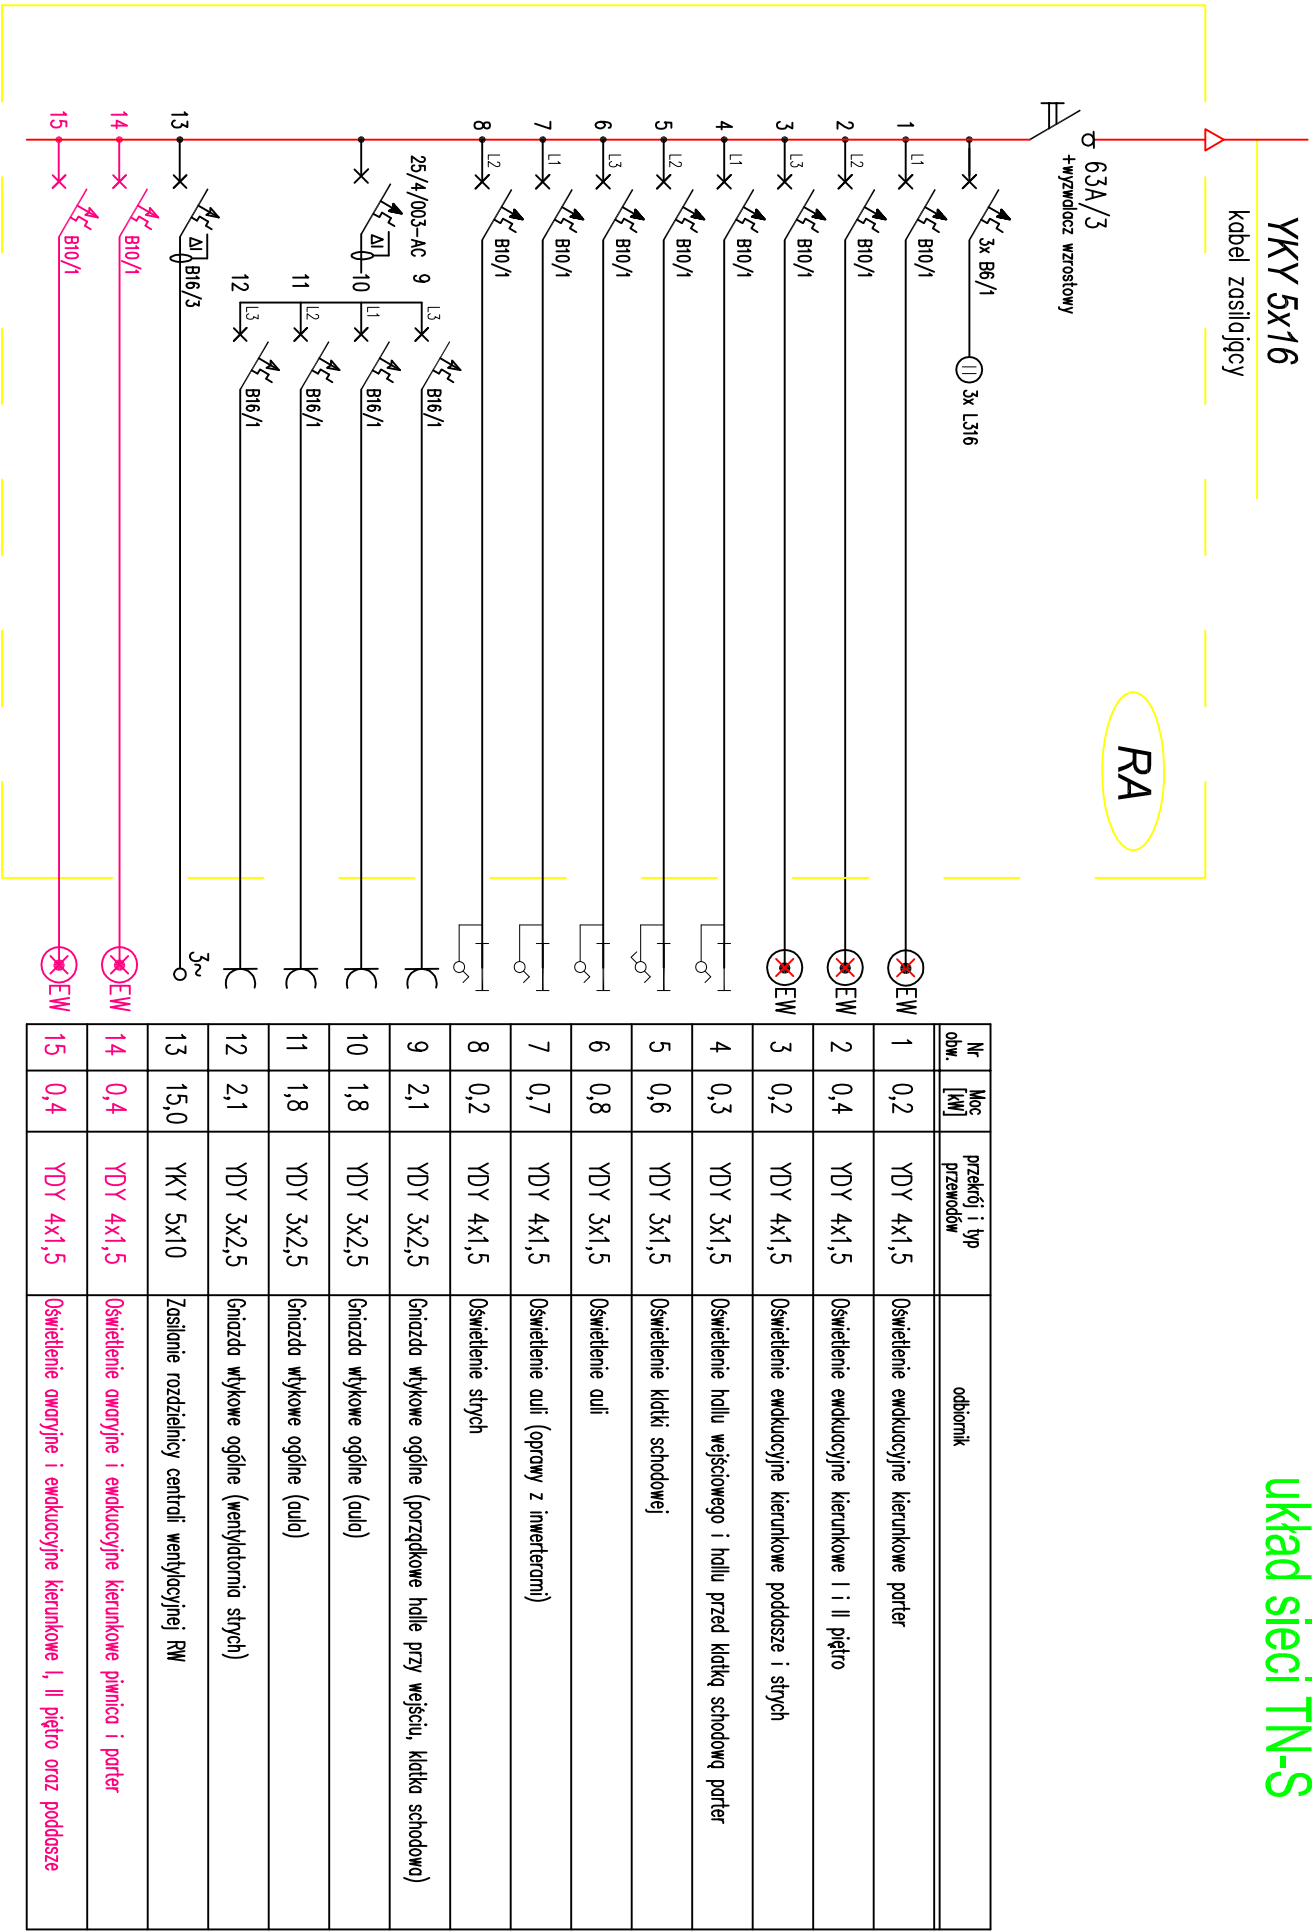 układ sieci TN-S
YKY 5x16
kabel zasilający
RA
63A/3
+wyzwalacz wzrostowy
3x B6/1
3x L316
1 L1 B10/1 EW
2 L2 B10/1 EW
3 L3 B10/1 EW
4 L1 B10/1
5 L2 B10/1
6 L3 B10/1
7 L1 B10/1
8 L2 B10/1
25/4/003-AC
ΔI
9 L3 B16/1
10 L1 B16/1
11 L2 B16/1
12 L3 B16/1
13 ΔI B16/3 3~
14 B10/1 EW
15 B10/1 EW
Nr obw. Moc [kW] przekrój i typ przewodów odbiornik
1 0,2 YDY 4x1,5 Oświetlenie ewakuacyjne kierunkowe parter
2 0,4 YDY 4x1,5 Oświetlenie ewakuacyjne kierunkowe I i II piętro
3 0,2 YDY 4x1,5 Oświetlenie ewakuacyjne kierunkowe poddasze i strych
4 0,3 YDY 3x1,5 Oświetlenie hallu wejściowego i hallu przed klatką schodową parter
5 0,6 YDY 3x1,5 Oświetlenie klatki schodowej
6 0,8 YDY 3x1,5 Oświetlenie auli
7 0,7 YDY 4x1,5 Oświetlenie auli (oprawy z inwerterami)
8 0,2 YDY 4x1,5 Oświetlenie strych
9 2,1 YDY 3x2,5 Gniazda wtykowe ogólne (porządkowe halle przy wejściu, klatka schodowa)
10 1,8 YDY 3x2,5 Gniazda wtykowe ogólne (aula)
11 1,8 YDY 3x2,5 Gniazda wtykowe ogólne (aula)
12 2,1 YDY 3x2,5 Gniazda wtykowe ogólne (wentylatornia strych)
13 15,0 YKY 5x10 Zasilanie rozdzielnicy centrali wentylacyjnej RW
14 0,4 YDY 4x1,5 Oświetlenie awaryjne i ewakuacyjne kierunkowe piwnica i parter
15 0,4 YDY 4x1,5 Oświetlenie awaryjne i ewakuacyjne kierunkowe I, II piętro oraz poddasze